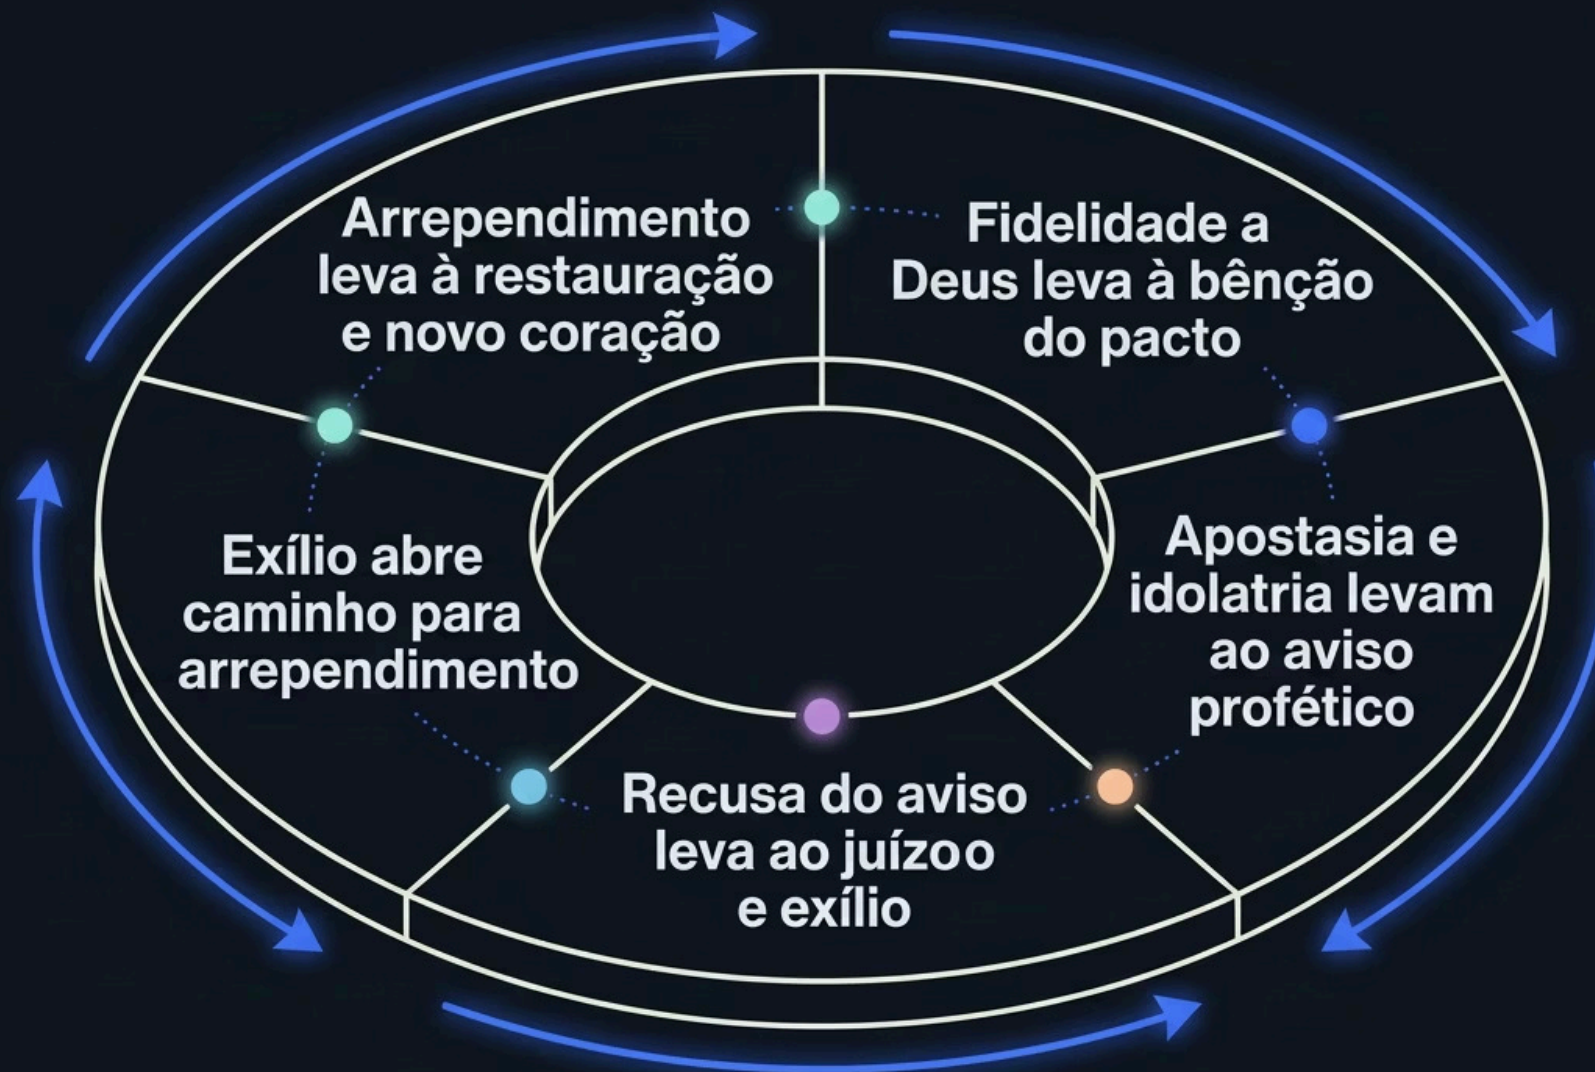 Arrependimento
leva à restauração
e novo coração
Fidelidade a
Deus leva à bênção
do pacto
Apostasia e
idolatria levam
ao aviso
profético
Recusa do aviso
leva ao juízoo
e exílio
Exílio abre
caminho para
arrependimento